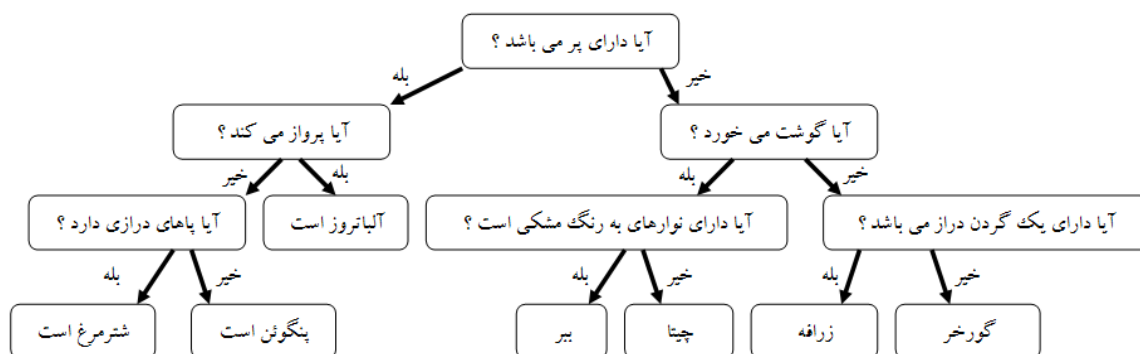 آیا دارای پر می باشد ؟
خیر
بله
آیا گوشت می خورد ؟
آیا پرواز می کند ؟
خیر
بله
بله
خیر
آیا دارای یک گردن دراز می باشد ؟
آیا دارای نوارهای به رنگ مشکی است ؟
آلباتروز است
آیا پاهای درازی دارد ؟
خیر
بله
خیر
بله
خیر
بله
گورخر
زرافه
چیتا
ببر
پنگوئن است
شترمرغ است